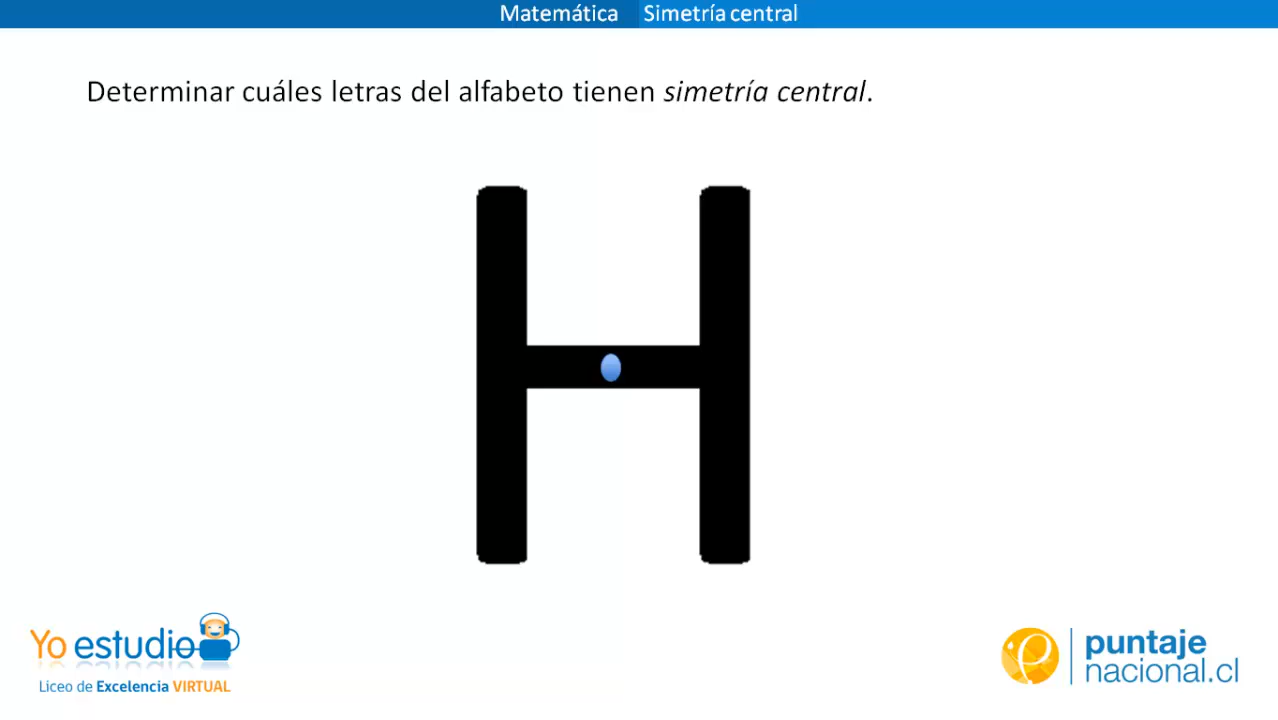 Matemática Simetría central
Determinar cuáles letras del alfabeto tienen simetría central.
H
Yo estudio
Liceo de Excelencia VIRTUAL
puntaje
nacional.cl